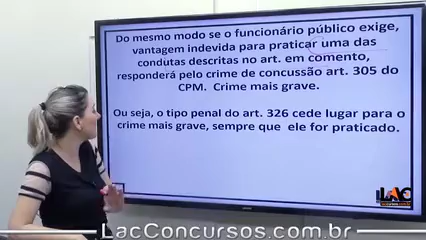 Do mesmo modo se o funcionário público exige,
vantagem indevida para praticar uma das
condutas descritas no art. em comento,
responderá pelo crime de concussão art. 305 do
CPM.  Crime mais grave.
Ou seja, o tipo penal do art. 326 cede lugar para o
crime mais grave, sempre que  ele for praticado.
LAC
LacConcursos.com.br